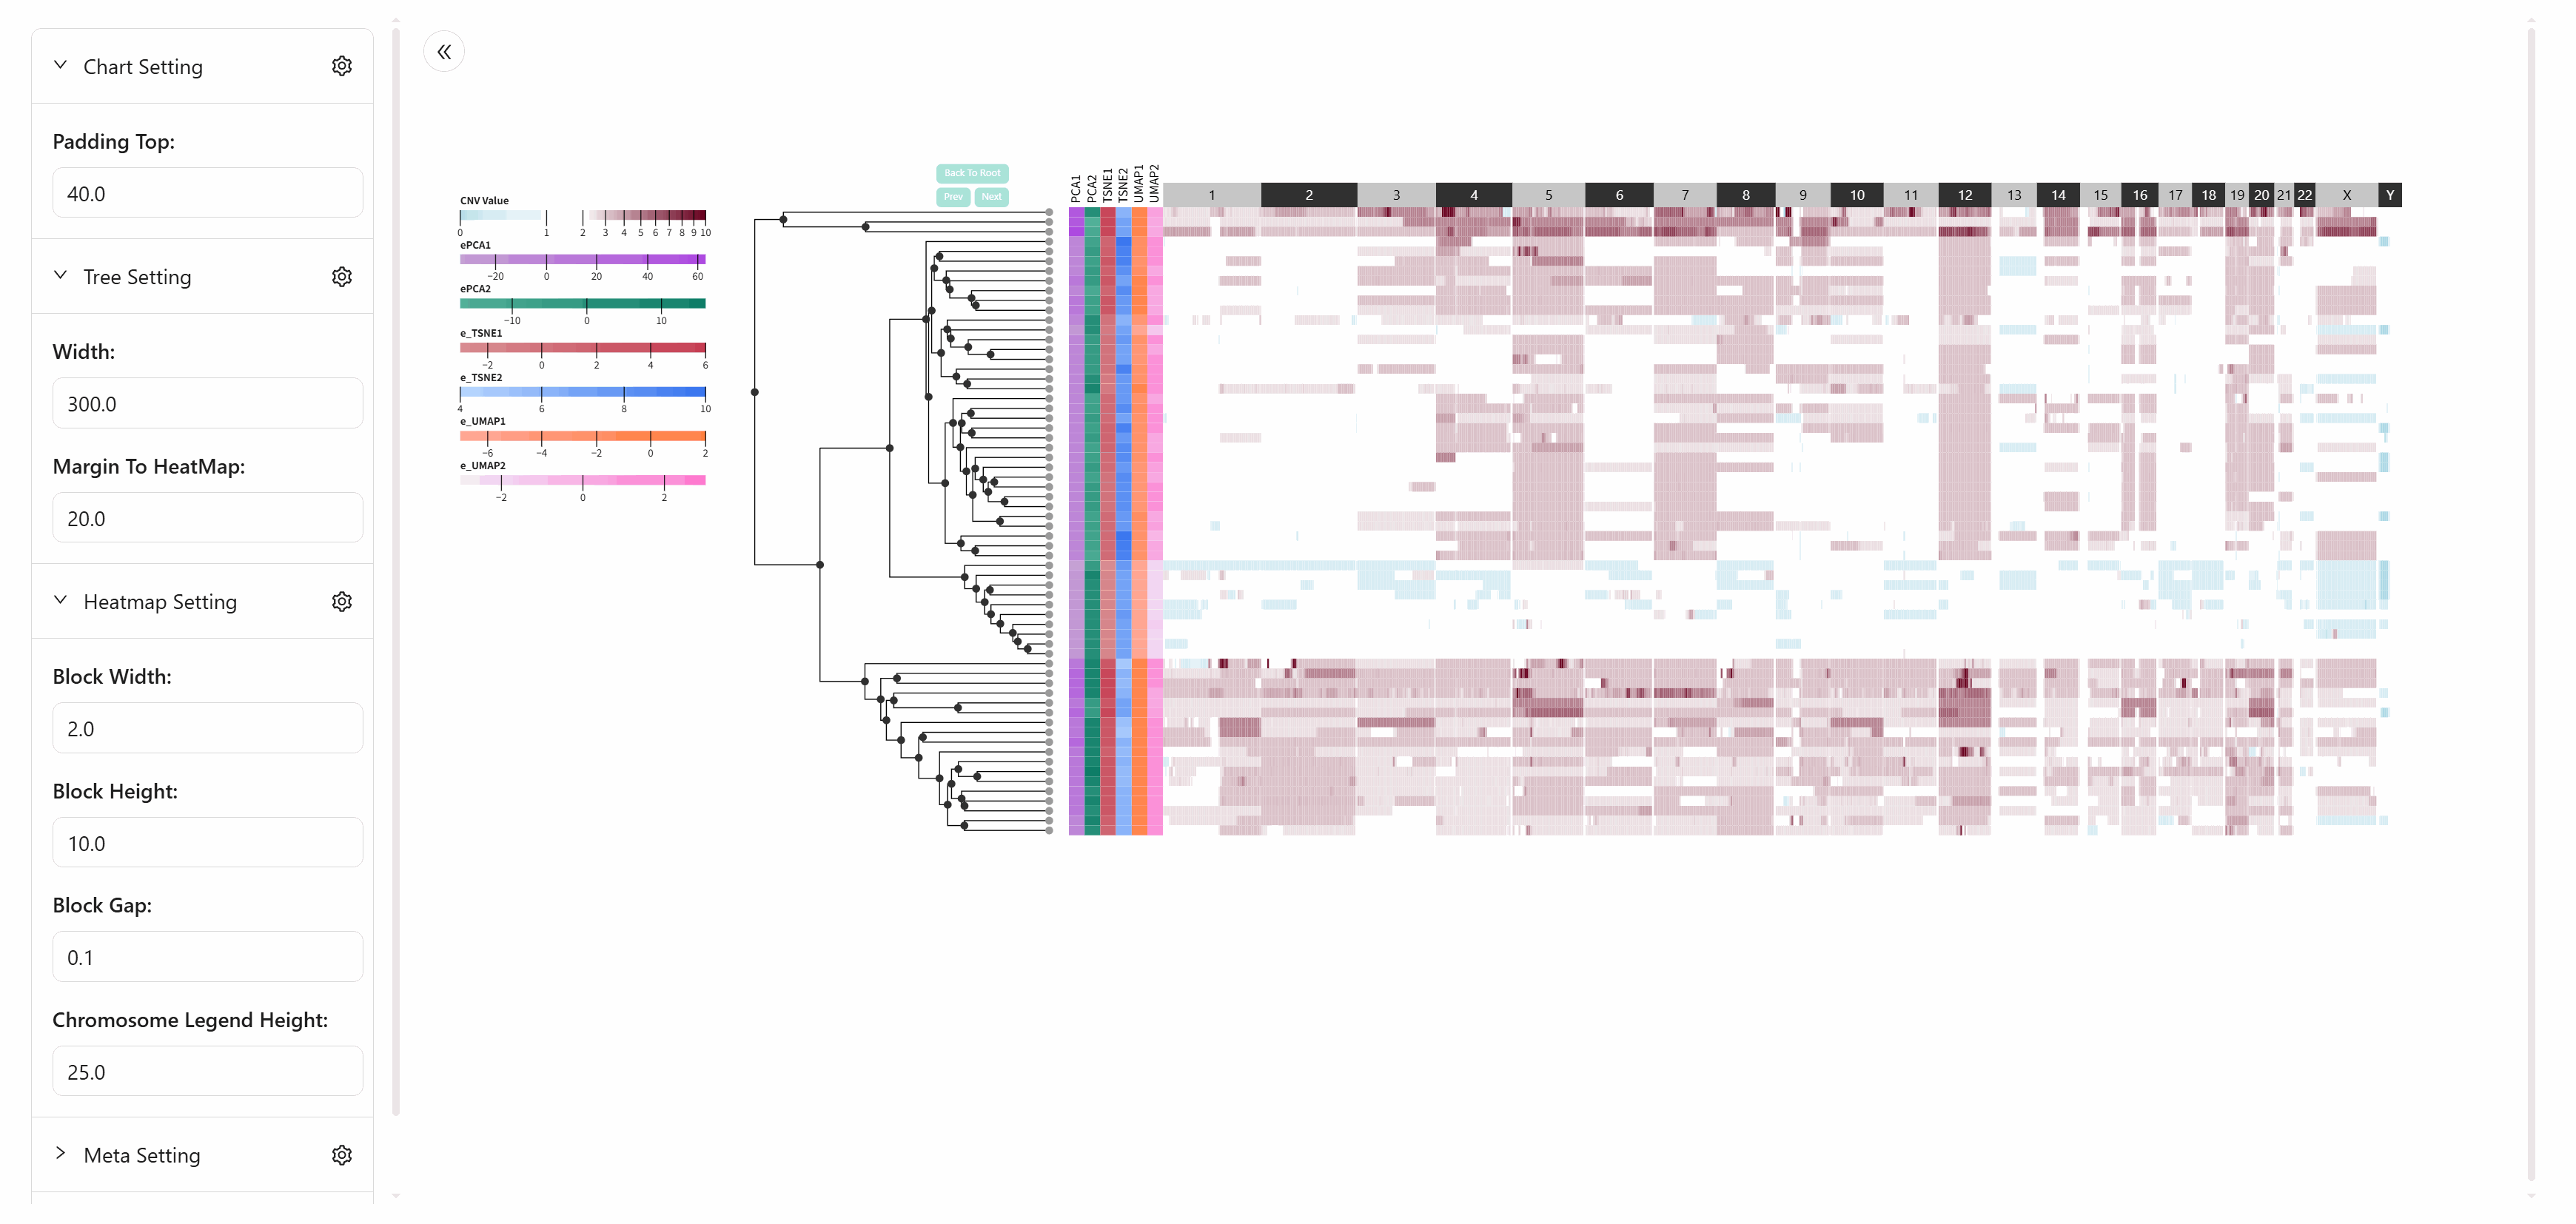 Chart Setting
Padding Top:
40.0
Tree Setting
Width:
300.0
Margin To HeatMap:
20.0
Heatmap Setting
Block Width:
2.0
Block Height:
10.0
Block Gap:
0.1
Chromosome Legend Height:
25.0
Meta Setting
CNV Value
0 1 2 3 4 5 6 7 8 9 10
ePCA1
−20 0 20 40 60
ePCA2
−10 0 10
e_TSNE1
−2 0 2 4 6
e_TSNE2
4 6 8 10
e_UMAP1
−6 −4 −2 0 2
e_UMAP2
−2 0 2
Back To Root
Prev Next
PCA1
PCA2
TSNE1
TSNE2
UMAP1
UMAP2
1 2 3 4 5 6 7 8 9 10 11 12 13 14 15 16 17 18 19 20 21 22 X Y